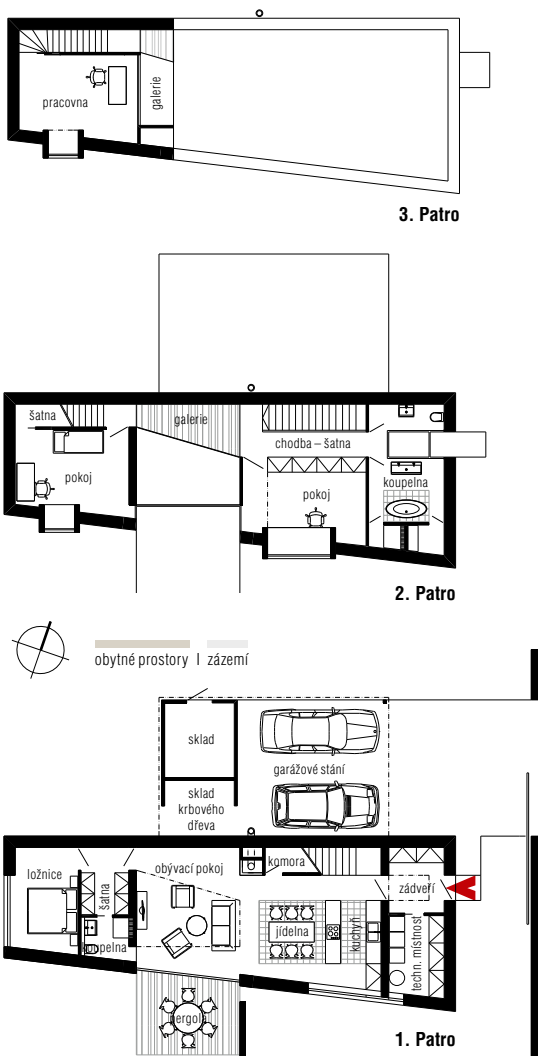 pracovna
galerie
3. Patro
šatna
galerie
chodba – šatna
pokoj
pokoj
koupelna
2. Patro
obytné prostory I zázemí
sklad
garážové stání
sklad
krbového
dřeva
ložnice
šatna
obývací pokoj
komora
zádveří
koupelna
jídelna
kuchyň
techn. místnost
pergola
1. Patro